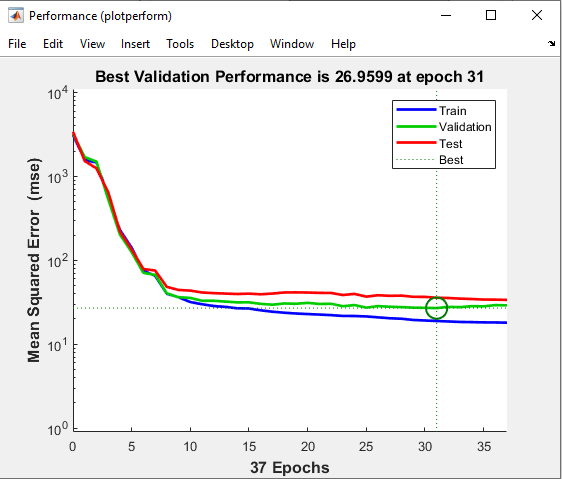 Performance (plotperform)
File Edit View Insert Tools Desktop Window Help
Best Validation Performance is 26.9599 at epoch 31
10^4
10^3
10^2
10^1
10^0
Mean Squared Error (mse)
Train
Validation
Test
Best
0 5 10 15 20 25 30 35
37 Epochs